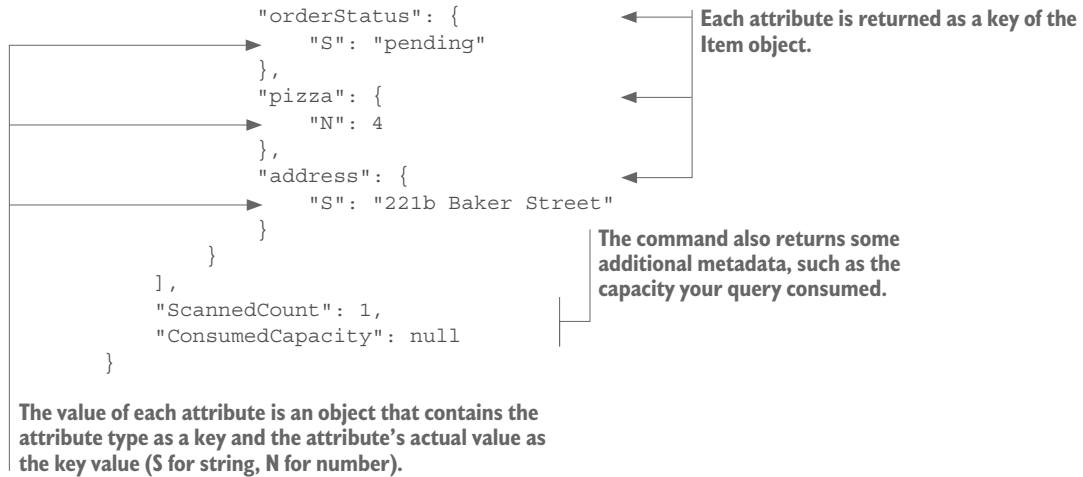 "orderStatus": {
Each attribute is returned as a key of the
Item object.
"S": "pending"
},
"pizza": {
"N": 4
},
"address": {
"S": "221b Baker Street"
}
}
],
"ScannedCount": 1,
"ConsumedCapacity": null
}
The command also returns some
additional metadata, such as the
capacity your query consumed.
The value of each attribute is an object that contains the
attribute type as a key and the attribute's actual value as
the key value (S for string, N for number).